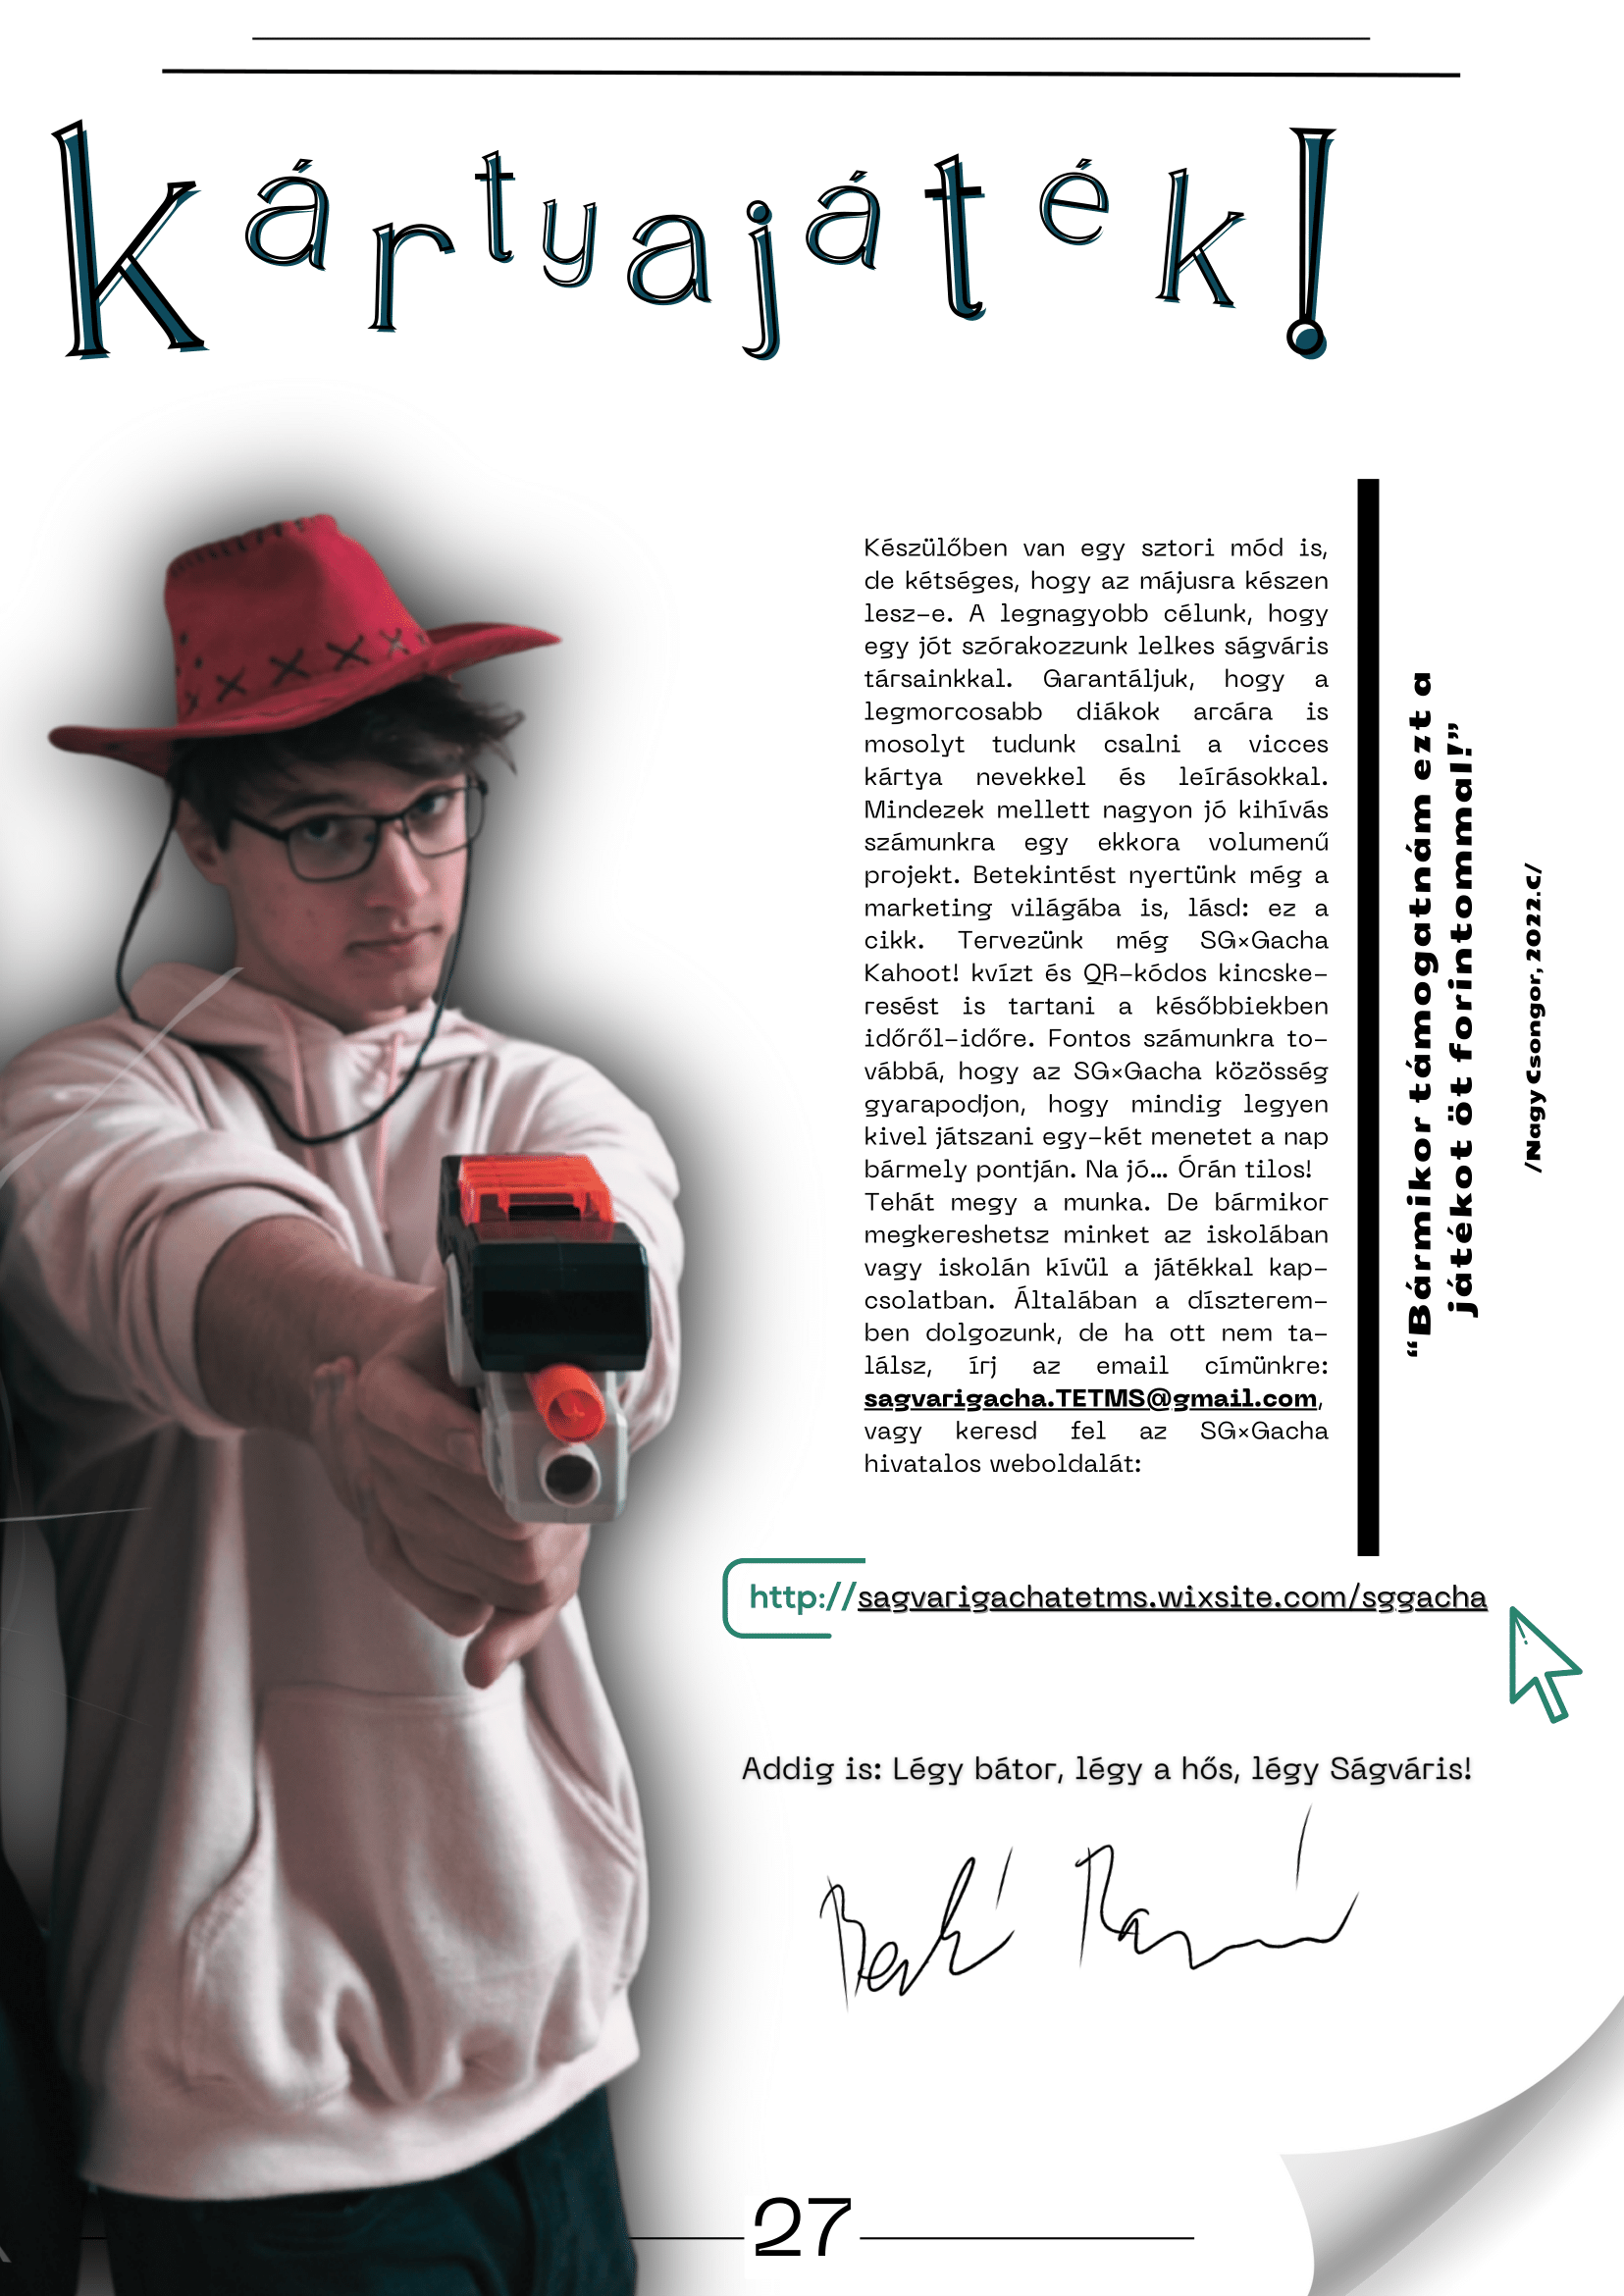 kártyajáték!
Készülőben van egy sztori mód is,
de kétséges, hogy az májusra készen
lesz-e. A legnagyobb célunk, hogy
egy jót szórakozzunk lelkes ságváris
társainkkal. Garantáljuk, hogy a
legmorcosabb diákok arcára is
mosolyt tudunk csalni a vicces
kártya nevekkel és leírásokkal.
Mindezek mellett nagyon jó kihívás
számunkra egy ekkora volumenű
projekt. Betekintést nyertünk még a
marketing világába is, lásd: ez a
cikk. Tervezünk még SG×Gacha
Kahoot! kvízt és QR-kódos kincske-
resést is tartani a későbbiekben
időről-időre. Fontos számunkra to-
vábbá, hogy az SG×Gacha közösség
gyarapodjon, hogy mindig legyen
kivel játszani egy-két menetet a nap
bármely pontján. Na jó... Órán tilos!
Tehát megy a munka. De bármikor
megkereshetsz minket az iskolában
vagy iskolán kívül a játékkal kap-
csolatban. Általában a díszterem-
ben dolgozunk, de ha ott nem ta-
lálsz, írj az email címünkre:
sagvarigacha.TETMS@gmail.com,
vagy keresd fel az SG×Gacha
hivatalos weboldalát:
“Bármikor támogatnám ezt a
játékot öt forintommal!”
/Nagy Csongor, 2022.C/
http://sagvarigachatetms.wixsite.com/sggacha
Addig is: Légy bátor, légy a hős, légy Ságváris!
27